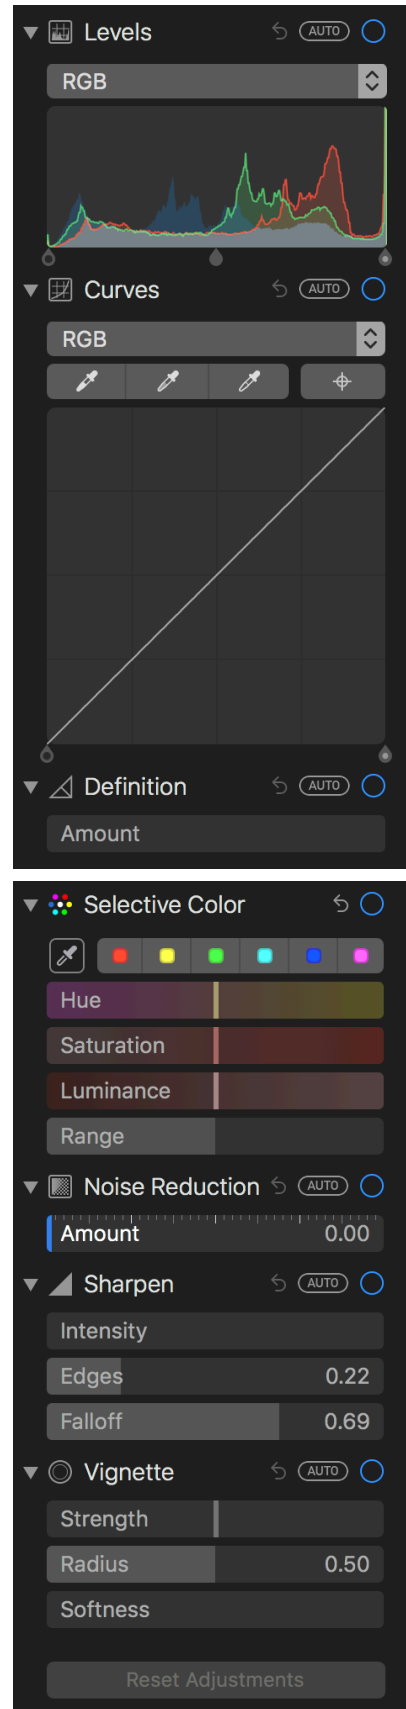 Levels AUTO
RGB
Curves AUTO
RGB
Definition AUTO
Amount
Selective Color
Hue
Saturation
Luminance
Range
Noise Reduction AUTO
Amount 0.00
Sharpen AUTO
Intensity
Edges 0.22
Falloff 0.69
Vignette AUTO
Strength
Radius 0.50
Softness
Reset Adjustments